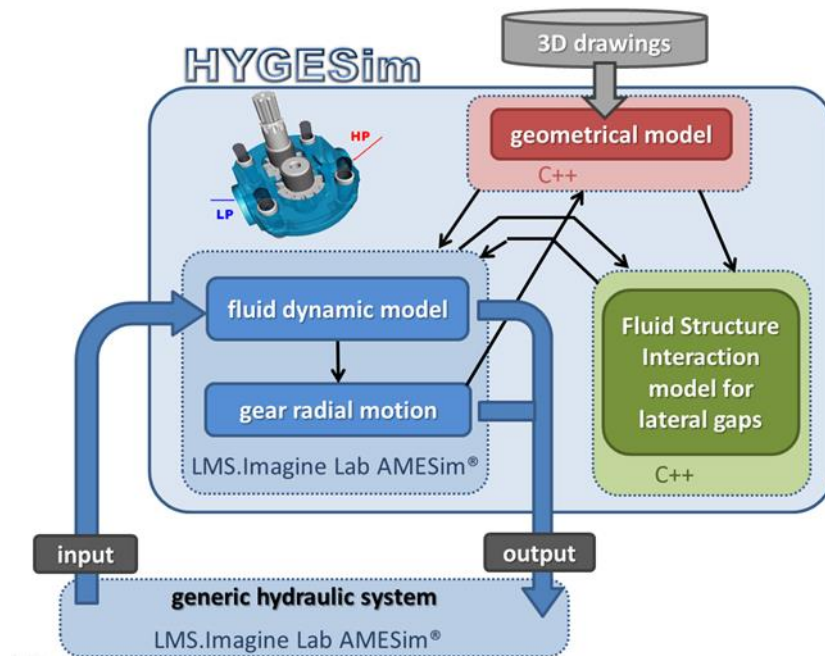 3D drawings
HYGESim
geometrical model
C++
HP
LP
fluid dynamic model
gear radial motion
LMS.Imagine Lab AMESim®
Fluid Structure
Interaction
model for
lateral gaps
C++
input
output
generic hydraulic system
LMS.Imagine Lab AMESim®